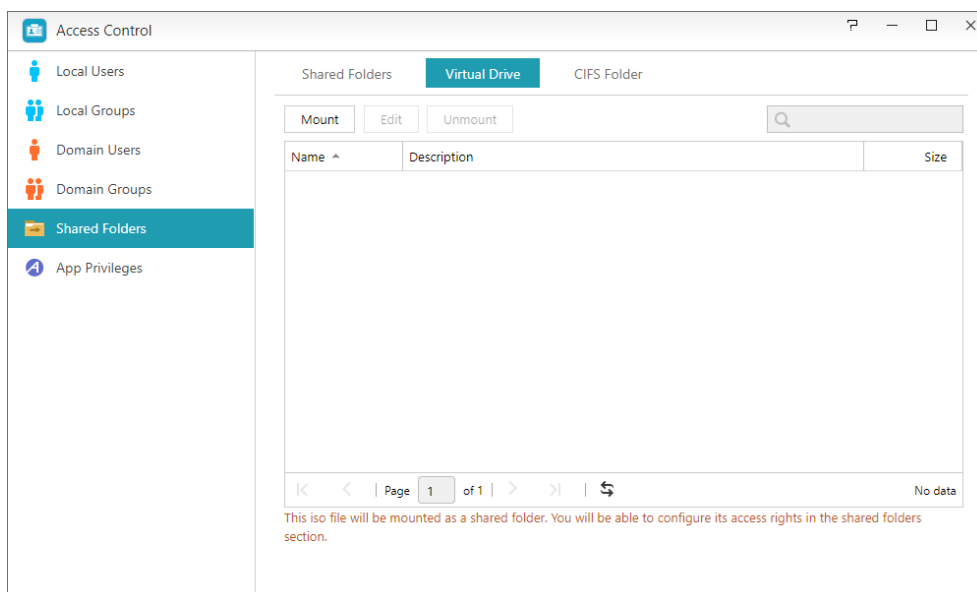 Access Control
Local Users
Local Groups
Domain Users
Domain Groups
Shared Folders
App Privileges
Shared Folders Virtual Drive CIFS Folder
Mount Edit Unmount
Name Description Size
Page 1 of 1 No data
This iso file will be mounted as a shared folder. You will be able to configure its access rights in the shared folders
section.